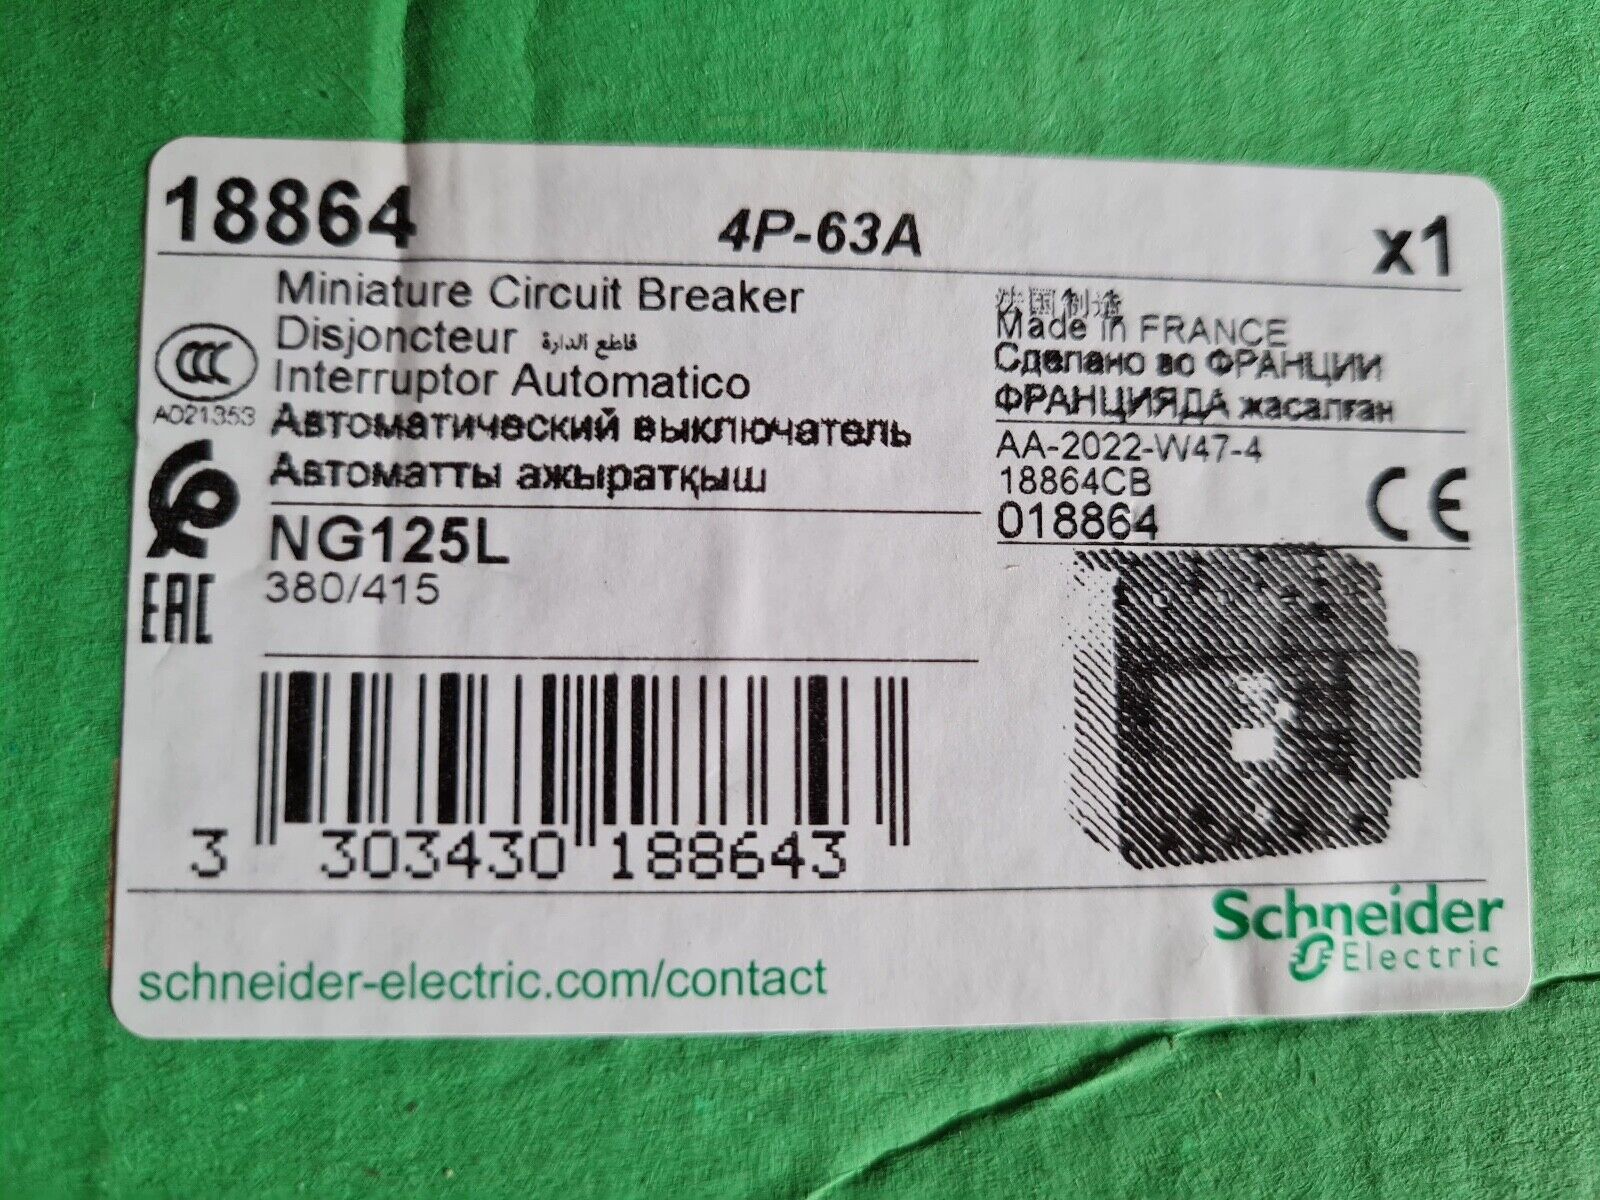 18864 4P-63A x1
Miniature Circuit Breaker
Disjoncteur قاطع الدارة
Interruptor Automatico
Автоматический выключатель
Автоматты ажыратқыш
CCC
A021353
EAC
NG125L
380/415
法国制造
Made in FRANCE
Сделано во ФРАНЦИИ
ФРАНЦИЯДА жасалған
AA-2022-W47-4
18864CB
018864
CE
3 303430 188643
Schneider
Electric
schneider-electric.com/contact